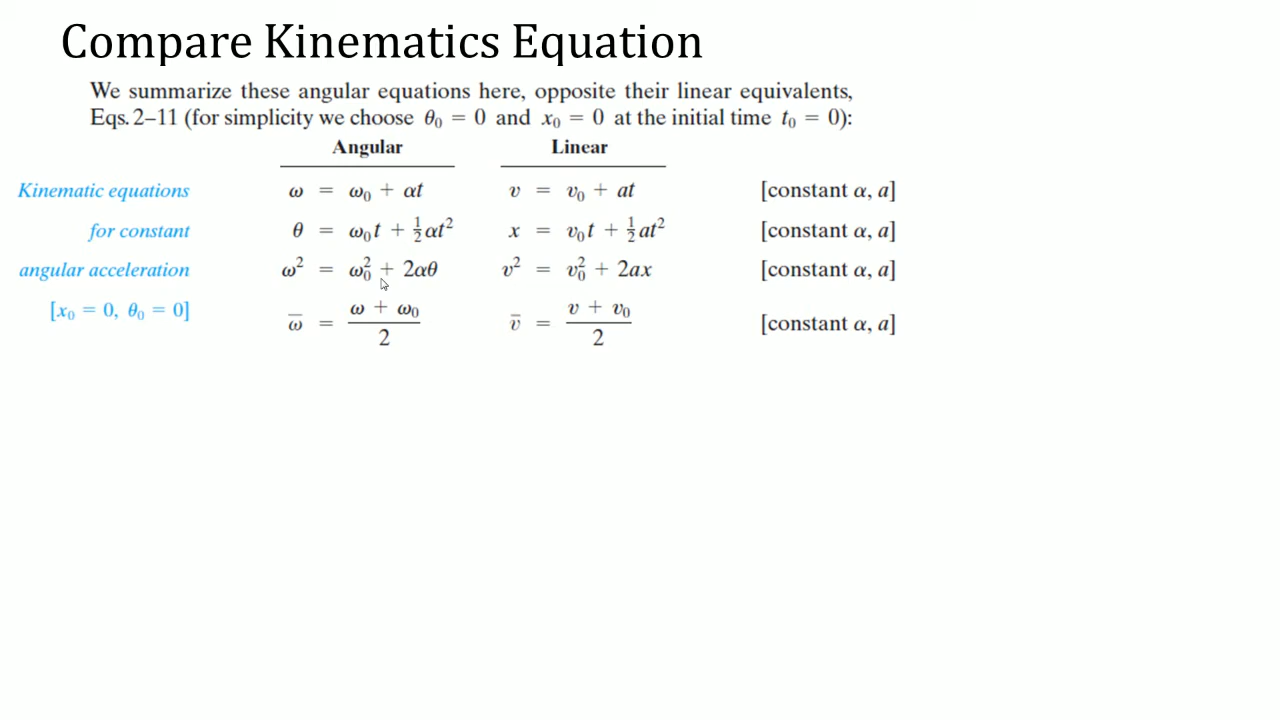 Compare Kinematics Equation
We summarize these angular equations here, opposite their linear equivalents,
Eqs. 2–11 (for simplicity we choose θ₀ = 0 and x₀ = 0 at the initial time t₀ = 0):
Angular Linear
Kinematic equations ω = ω₀ + αt v = v₀ + at [constant α, a]
for constant θ = ω₀t + ½αt² x = v₀t + ½at² [constant α, a]
angular acceleration ω² = ω₀² + 2αθ v² = v₀² + 2ax [constant α, a]
[x₀ = 0, θ₀ = 0] ω̄ = (ω + ω₀)/2 v̄ = (v + v₀)/2 [constant α, a]